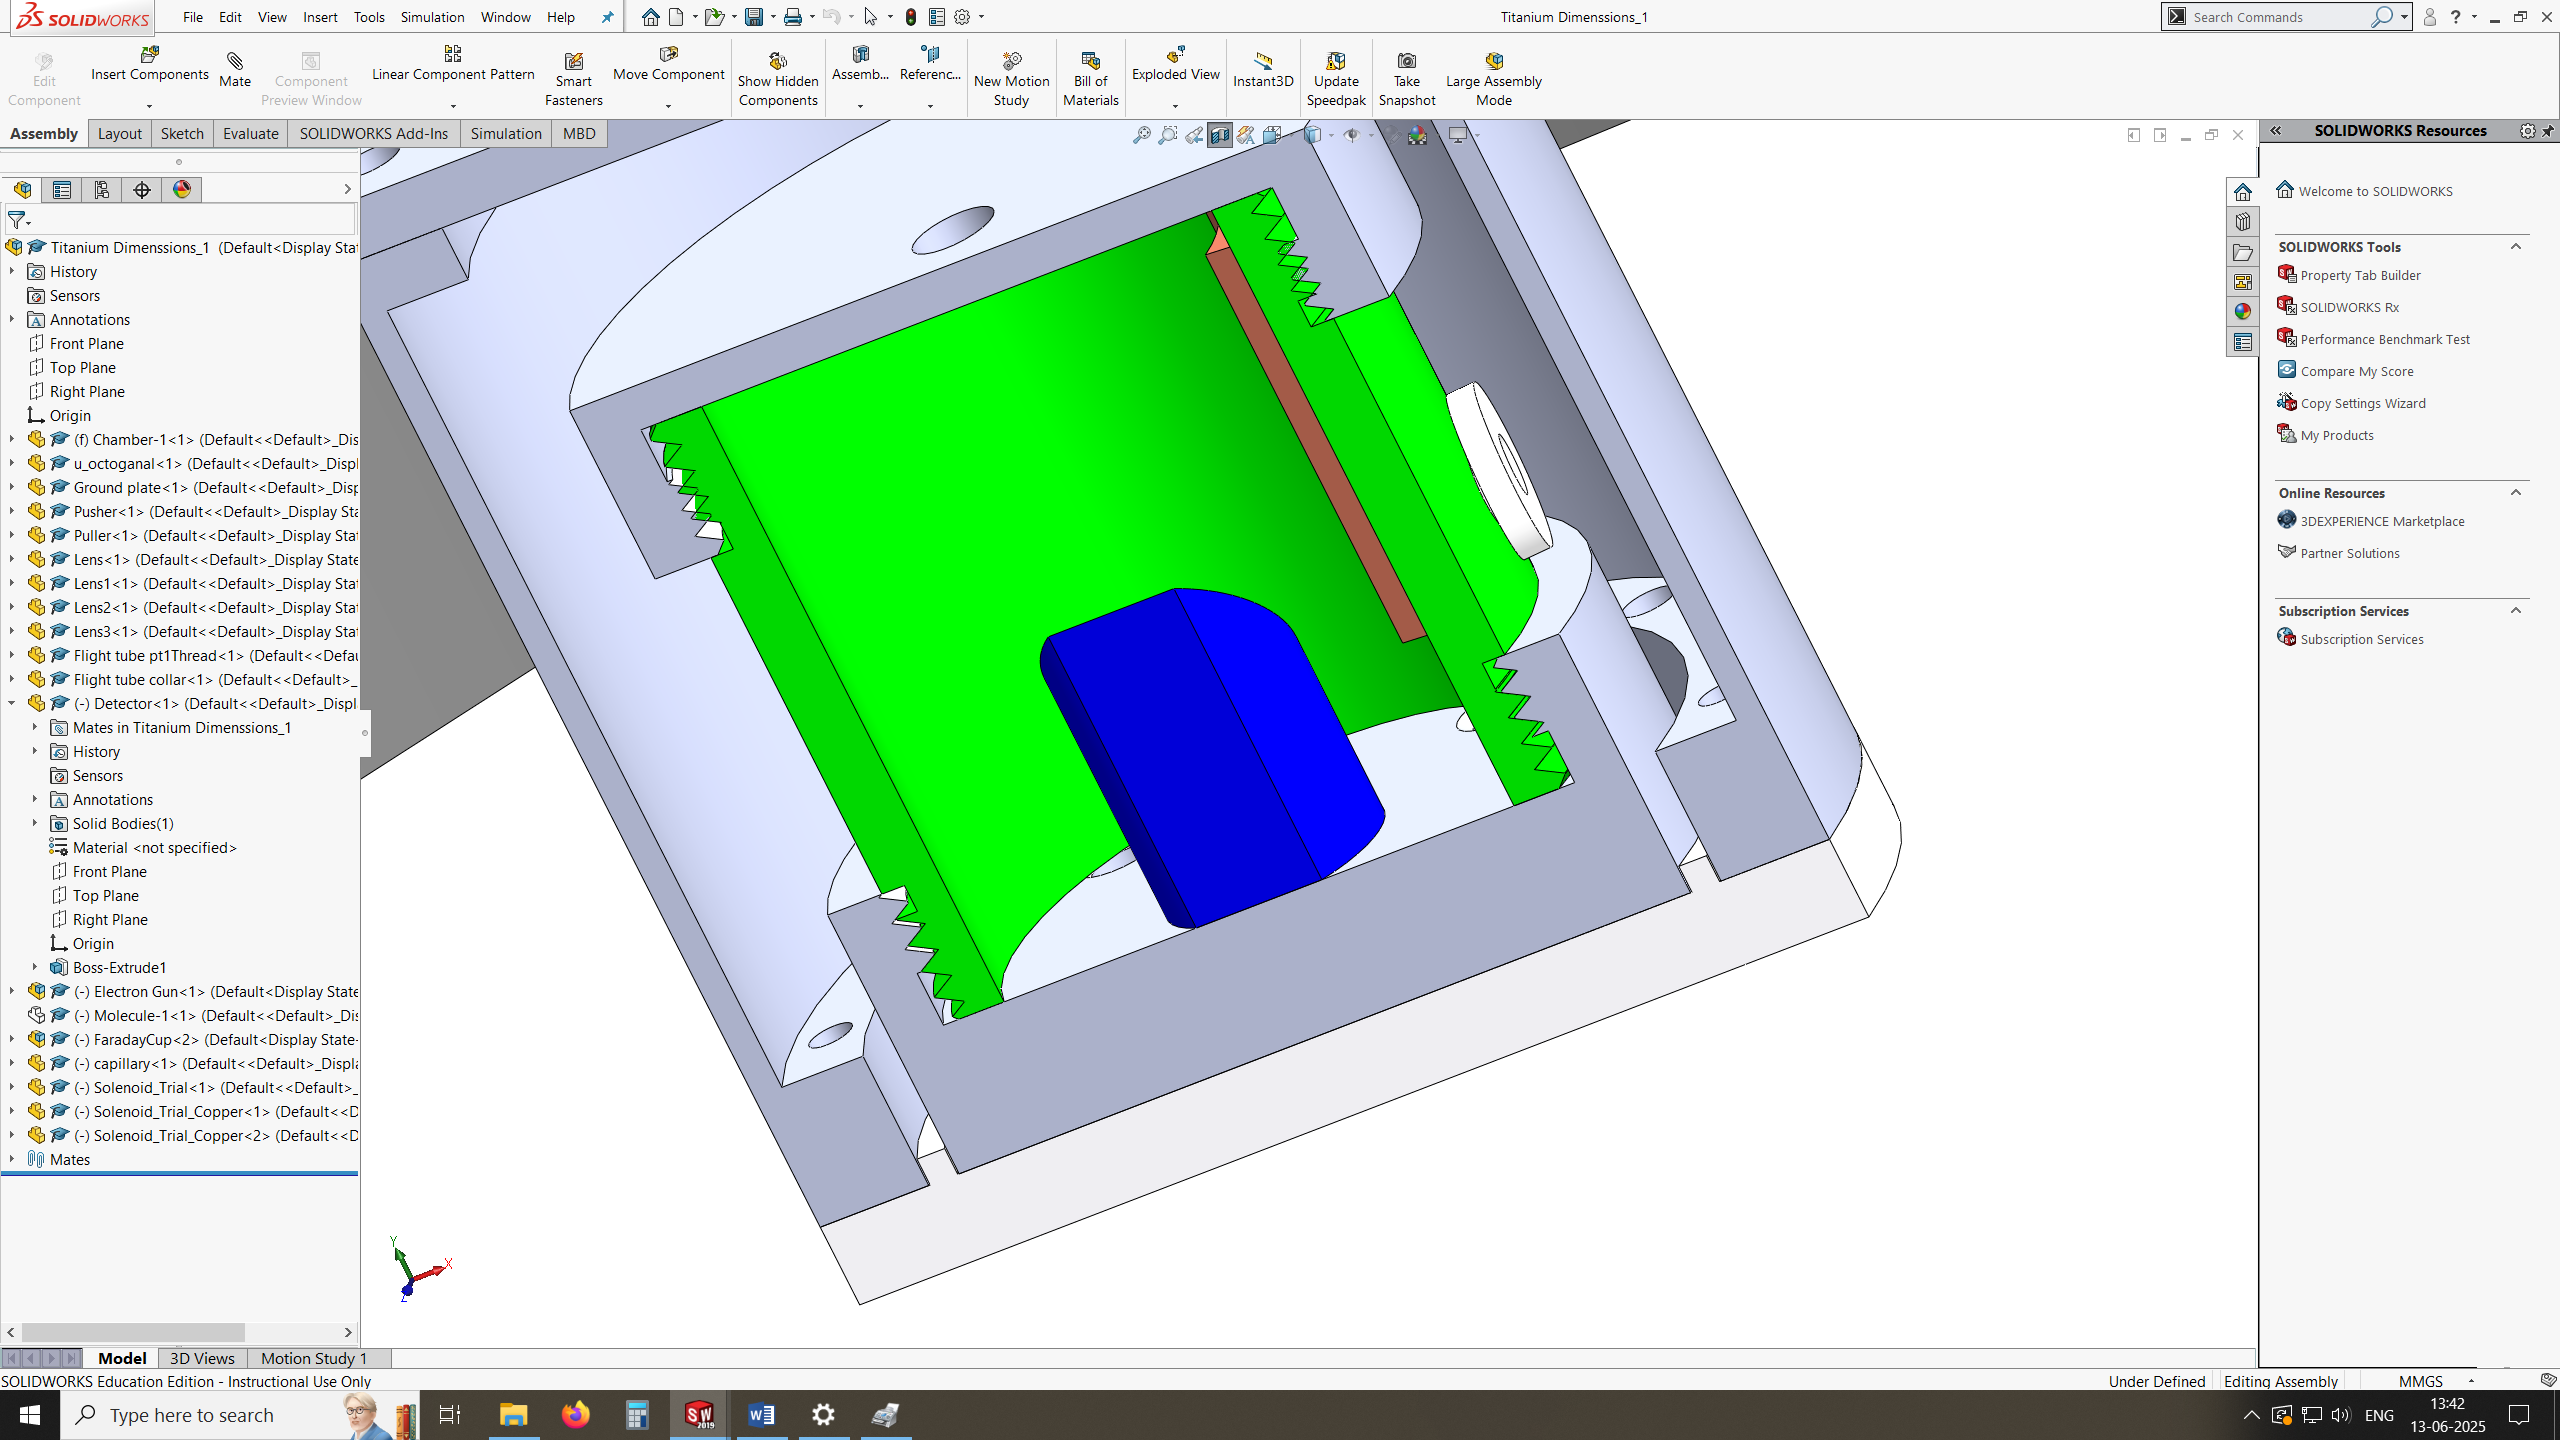 SOLIDWORKS
File Edit View Insert Tools Simulation Window Help
Titanium Dimenssions_1
Search Commands
Edit Component
Insert Components
Mate
Component Preview Window
Linear Component Pattern
Smart Fasteners
Move Component
Show Hidden Components
Assemb...
Referenc...
New Motion Study
Bill of Materials
Exploded View
Instant3D
Update Speedpak
Take Snapshot
Large Assembly Mode
Assembly Layout Sketch Evaluate SOLIDWORKS Add-Ins Simulation MBD
Titanium Dimenssions_1 (Default<Display Sta
History
Sensors
Annotations
Front Plane
Top Plane
Right Plane
Origin
(f) Chamber-1<1> (Default<<Default>_Dis
u_octoganal<1> (Default<<Default>_Displ
Ground plate<1> (Default<<Default>_Disp
Pusher<1> (Default<<Default>_Display Sta
Puller<1> (Default<<Default>_Display Stat
Lens<1> (Default<<Default>_Display State
Lens1<1> (Default<<Default>_Display Stat
Lens2<1> (Default<<Default>_Display Stat
Lens3<1> (Default<<Default>_Display Stat
Flight tube pt1Thread<1> (Default<<Defau
Flight tube collar<1> (Default<<Default>_
(-) Detector<1> (Default<<Default>_Displ
Mates in Titanium Dimenssions_1
History
Sensors
Annotations
Solid Bodies(1)
Material <not specified>
Front Plane
Top Plane
Right Plane
Origin
Boss-Extrude1
(-) Electron Gun<1> (Default<Display State
(-) Molecule-1<1> (Default<<Default>_Dis
(-) FaradayCup<2> (Default<Display State-
(-) capillary<1> (Default<<Default>_Displa
(-) Solenoid_Trial<1> (Default<<Default>_
(-) Solenoid_Trial_Copper<1> (Default<<D
(-) Solenoid_Trial_Copper<2> (Default<<D
Mates
Y
X
Z
SOLIDWORKS Resources
Welcome to SOLIDWORKS
SOLIDWORKS Tools
Property Tab Builder
SOLIDWORKS Rx
Performance Benchmark Test
Compare My Score
Copy Settings Wizard
My Products
Online Resources
3DEXPERIENCE Marketplace
Partner Solutions
Subscription Services
Subscription Services
Model 3D Views Motion Study 1
SOLIDWORKS Education Edition - Instructional Use Only
Under Defined Editing Assembly MMGS
Type here to search
SW 2019
ENG
13:42
13-06-2025